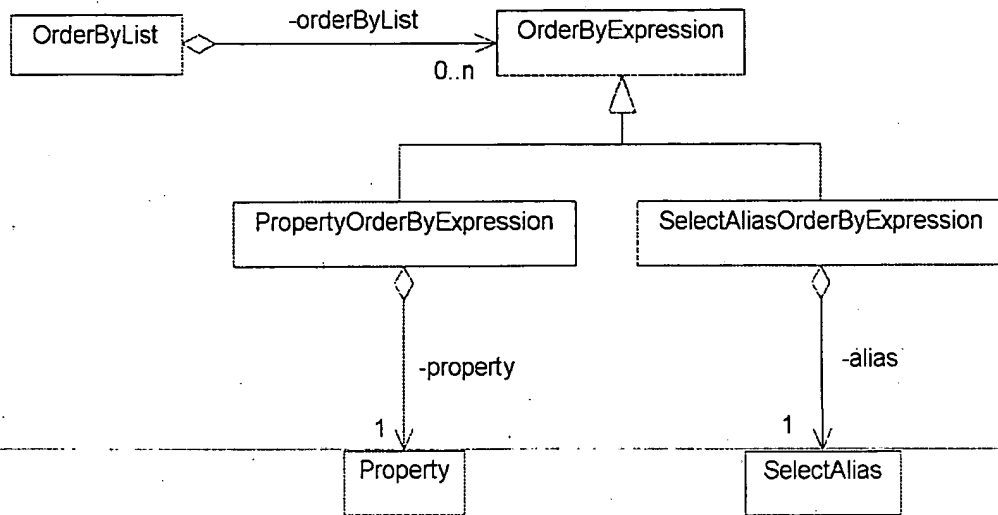 OrderByList
-orderByList
OrderByExpression
0..n
PropertyOrderByExpression
SelectAliasOrderByExpression
-property
-alias
1
1
Property
SelectAlias